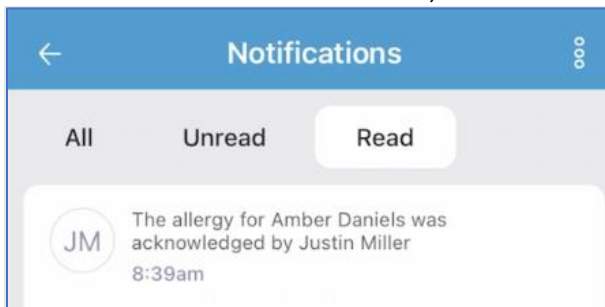 Notifications
All Unread Read
The allergy for Amber Daniels was
JM acknowledged by Justin Miller
8:39am